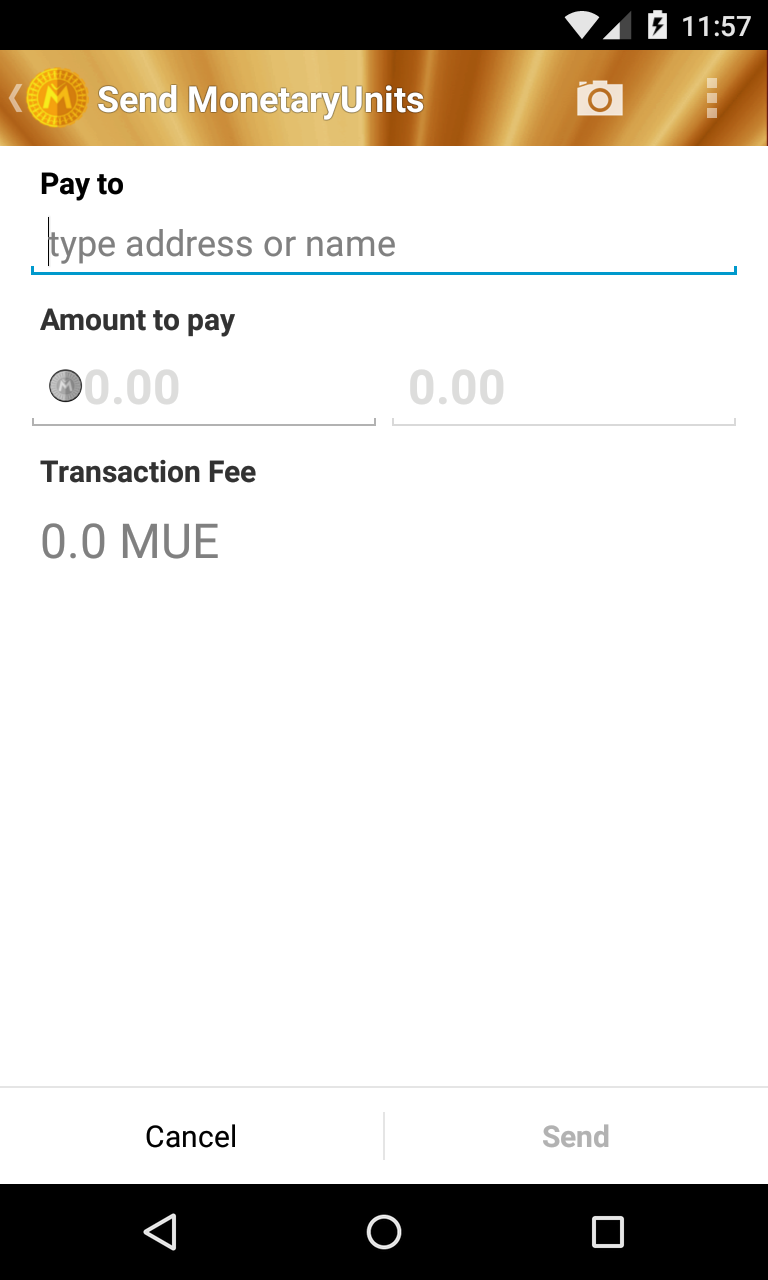 11:57
Send MonetaryUnits
Pay to
type address or name
Amount to pay
0.00 0.00
Transaction Fee
0.0 MUE
Cancel Send